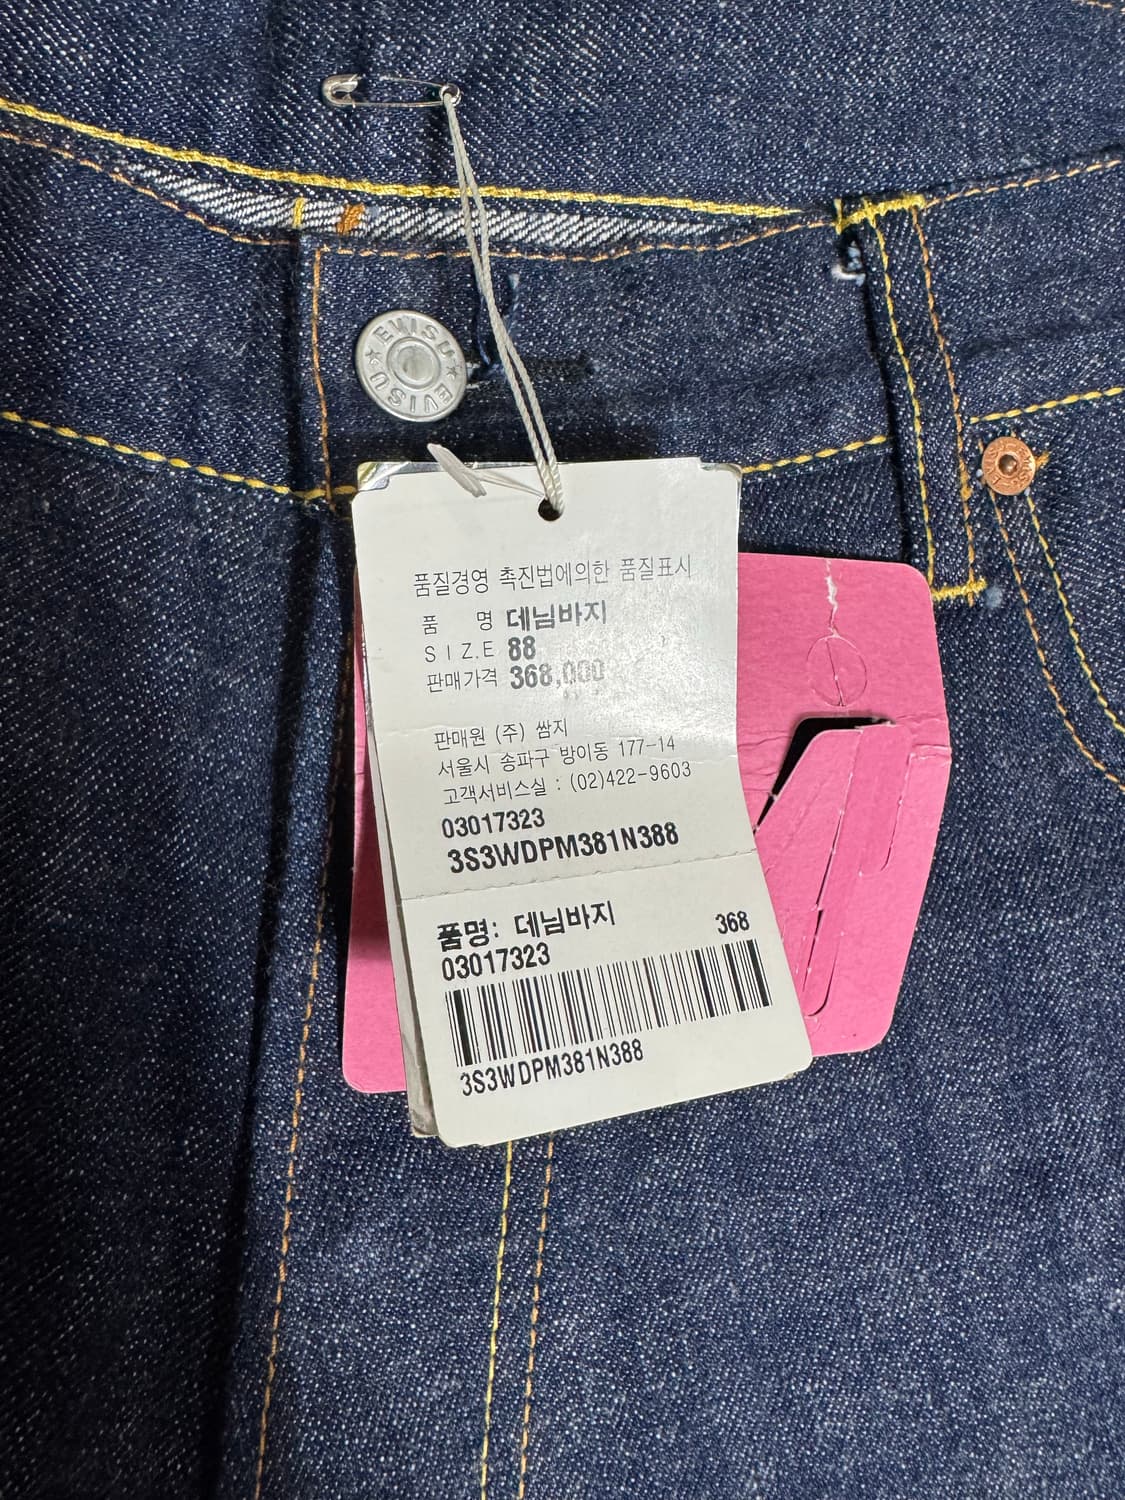 EVISU ★ EVISU ★
품질경영 촉진법에의한 품질표시
품 명 데님바지
SIZE 88
판매가격 368,000
판매원 (주) 쌈지
서울시 송파구 방이동 177-14
고객서비스실 : (02)422-9603
03017323
3S3WDPM381N388
품명: 데님바지 368
03017323
3S3WDPM381N388